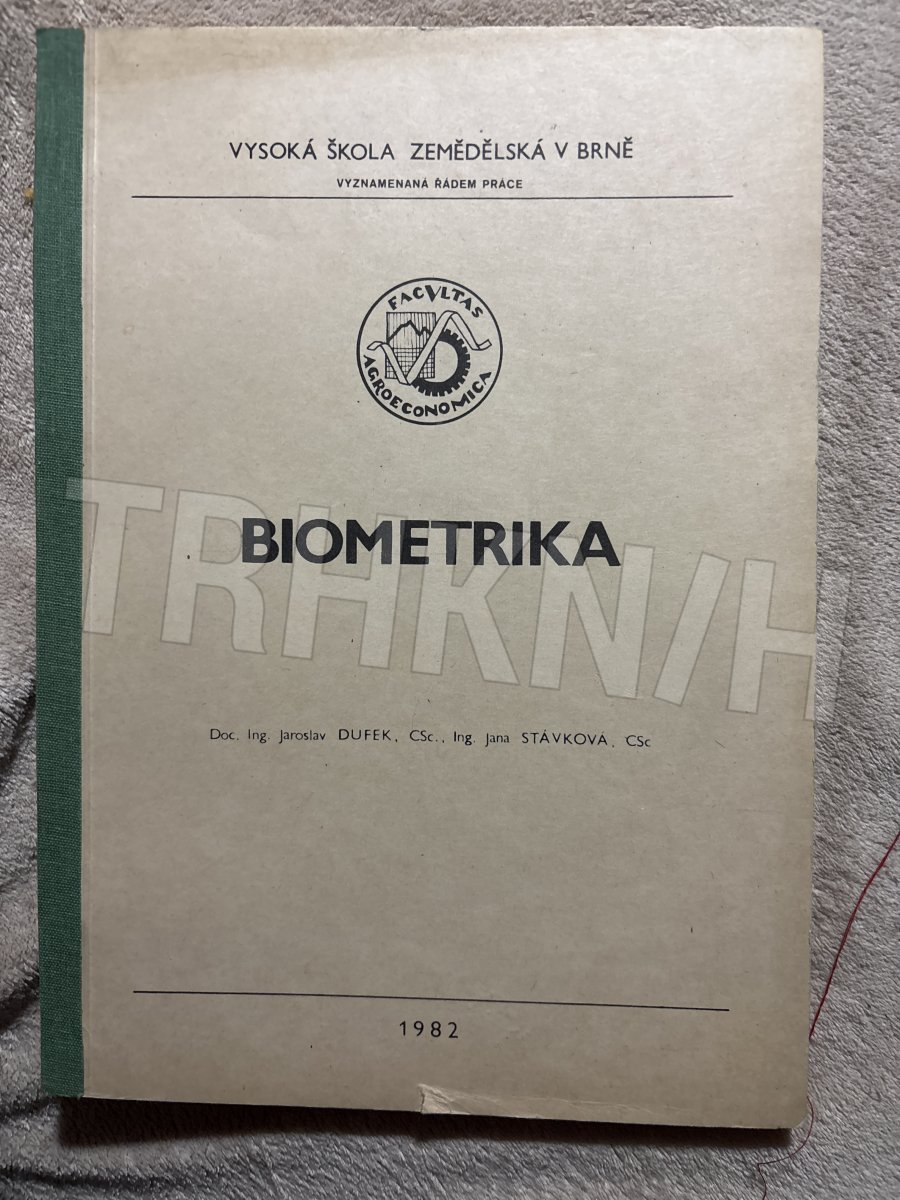 VYSOKÁ ŠKOLA ZEMĚDĚLSKÁ V BRNĚ
VYZNAMENANÁ ŘÁDEM PRÁCE
FACVLTAS
AGROECONOMICA
BIOMETRIKA
TRHKN/H
Doc. Ing. Jaroslav DUFEK, CSc., Ing. Jana STÁVKOVÁ, CSc
1982